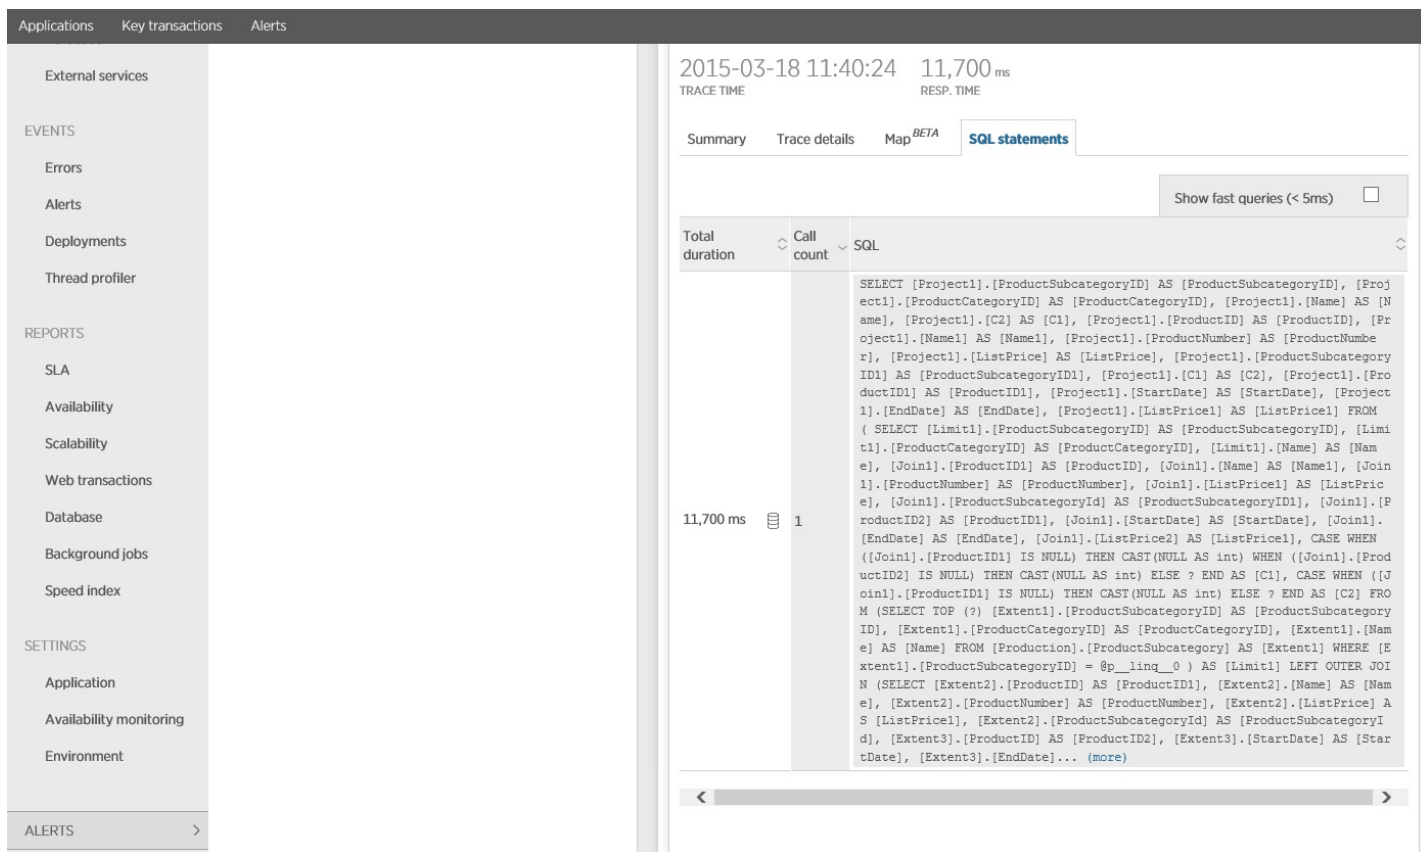 Applications Key transactions Alerts
External services
EVENTS
Errors
Alerts
Deployments
Thread profiler
REPORTS
SLA
Availability
Scalability
Web transactions
Database
Background jobs
Speed index
SETTINGS
Application
Availability monitoring
Environment
ALERTS
2015-03-18 11:40:24 11,700 ms
TRACE TIME RESP. TIME
Summary Trace details Map BETA SQL statements
Show fast queries (< 5ms)
Total duration Call count SQL
11,700 ms 1
SELECT [Project1].[ProductSubcategoryID] AS [ProductSubcategoryID], [Proj
ect1].[ProductCategoryID] AS [ProductCategoryID], [Project1].[Name] AS [N
ame], [Project1].[C2] AS [C1], [Project1].[ProductID] AS [ProductID], [Pr
oject1].[Name1] AS [Name1], [Project1].[ProductNumber] AS [ProductNumbe
r], [Project1].[ListPrice] AS [ListPrice], [Project1].[ProductSubcategory
ID1] AS [ProductSubcategoryID1], [Project1].[C1] AS [C2], [Project1].[Pro
ductID1] AS [ProductID1], [Project1].[StartDate] AS [StartDate], [Project
1].[EndDate] AS [EndDate], [Project1].[ListPrice1] AS [ListPrice1] FROM
( SELECT [Limit1].[ProductSubcategoryID] AS [ProductSubcategoryID], [Limi
t1].[ProductCategoryID] AS [ProductCategoryID], [Limit1].[Name] AS [Nam
e], [Join1].[ProductID1] AS [ProductID], [Join1].[Name] AS [Name1], [Join
1].[ProductNumber] AS [ProductNumber], [Join1].[ListPrice1] AS [ListPric
e], [Join1].[ProductSubcategoryId] AS [ProductSubcategoryID1], [Join1].[P
roductID2] AS [ProductID1], [Join1].[StartDate] AS [StartDate], [Join1].
[EndDate] AS [EndDate], [Join1].[ListPrice2] AS [ListPrice1], CASE WHEN
([Join1].[ProductID1] IS NULL) THEN CAST(NULL AS int) WHEN ([Join1].[Prod
uctID2] IS NULL) THEN CAST(NULL AS int) ELSE ? END AS [C1], CASE WHEN ([J
oin1].[ProductID1] IS NULL) THEN CAST(NULL AS int) ELSE ? END AS [C2] FRO
M (SELECT TOP (?) [Extent1].[ProductSubcategoryID] AS [ProductSubcategory
ID], [Extent1].[ProductCategoryID] AS [ProductCategoryID], [Extent1].[Nam
e] AS [Name] FROM [Production].[ProductSubcategory] AS [Extent1] WHERE [E
xtent1].[ProductSubcategoryID] = @p__linq__0 ) AS [Limit1] LEFT OUTER JOI
N (SELECT [Extent2].[ProductID] AS [ProductID1], [Extent2].[Name] AS [Nam
e], [Extent2].[ProductNumber] AS [ProductNumber], [Extent2].[ListPrice] A
S [ListPrice1], [Extent2].[ProductSubcategoryId] AS [ProductSubcategoryI
d], [Extent3].[ProductID] AS [ProductID2], [Extent3].[StartDate] AS [Star
tDate], [Extent3].[EndDate]... (more)